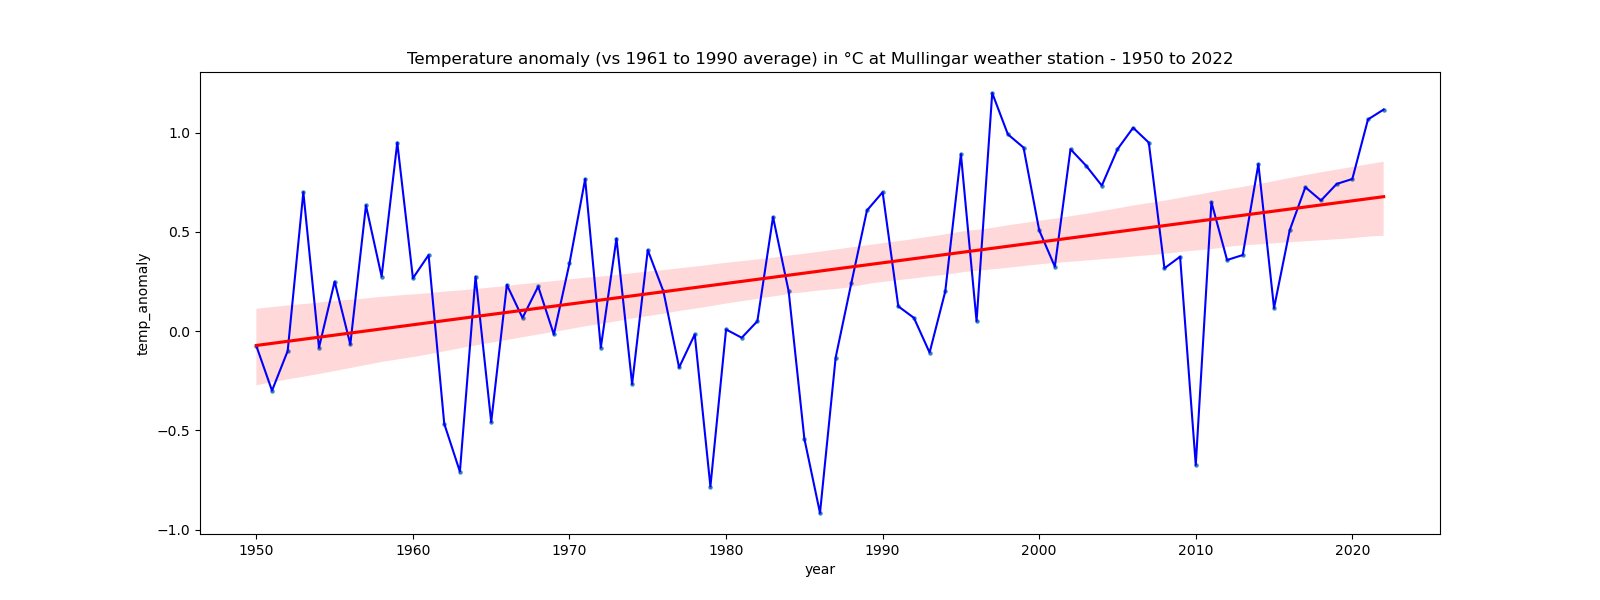 Temperature anomaly (vs 1961 to 1990 average) in °C at Mullingar weather station - 1950 to 2022
1.0
0.5
0.0
−0.5
−1.0
temp_anomaly
1950 1960 1970 1980 1990 2000 2010 2020
year